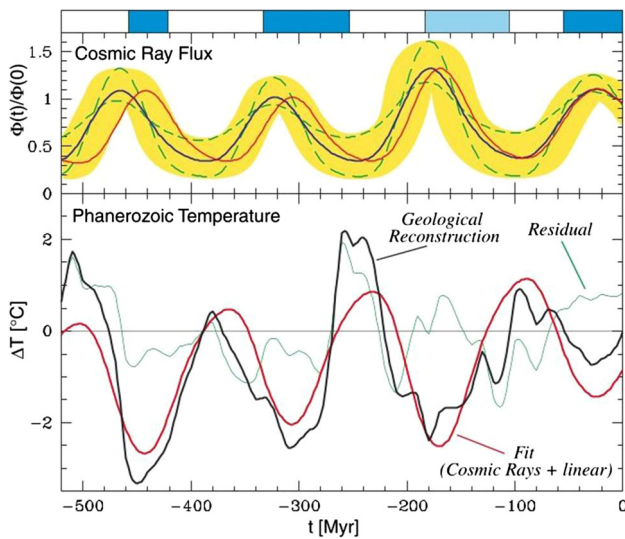 Cosmic Ray Flux
Φ(t)/Φ(0)
1.5
1
0.5
0
Phanerozoic Temperature
Geological
Reconstruction
Residual
ΔT [°C]
2
0
-2
Fit
(Cosmic Rays + linear)
-500 -400 -300 -200 -100 0
t [Myr]